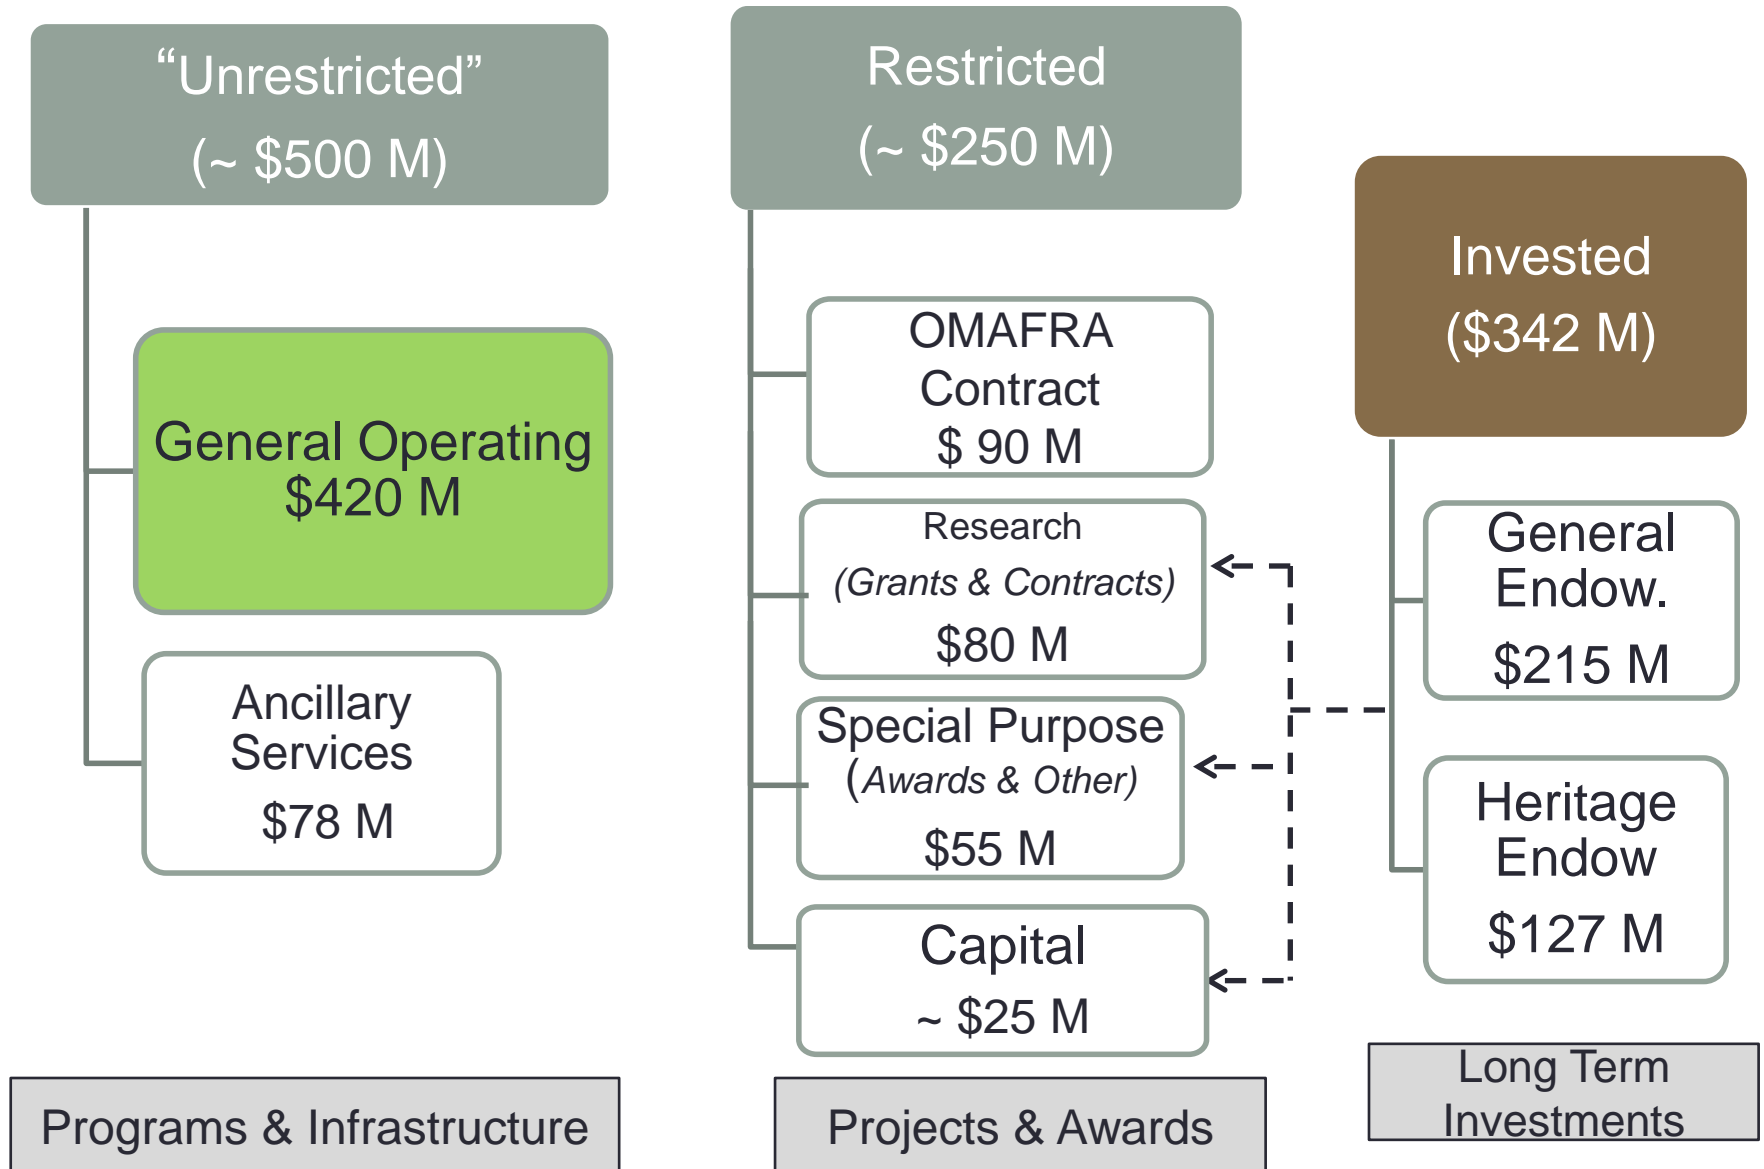 “Unrestricted”
(~ $500 M)
General Operating
$420 M
Ancillary
Services
$78 M
Programs & Infrastructure
Restricted
(~ $250 M)
OMAFRA
Contract
$ 90 M
Research
(Grants & Contracts)
$80 M
Special Purpose
(Awards & Other)
$55 M
Capital
~ $25 M
Projects & Awards
Invested
($342 M)
General
Endow.
$215 M
Heritage
Endow
$127 M
Long Term
Investments